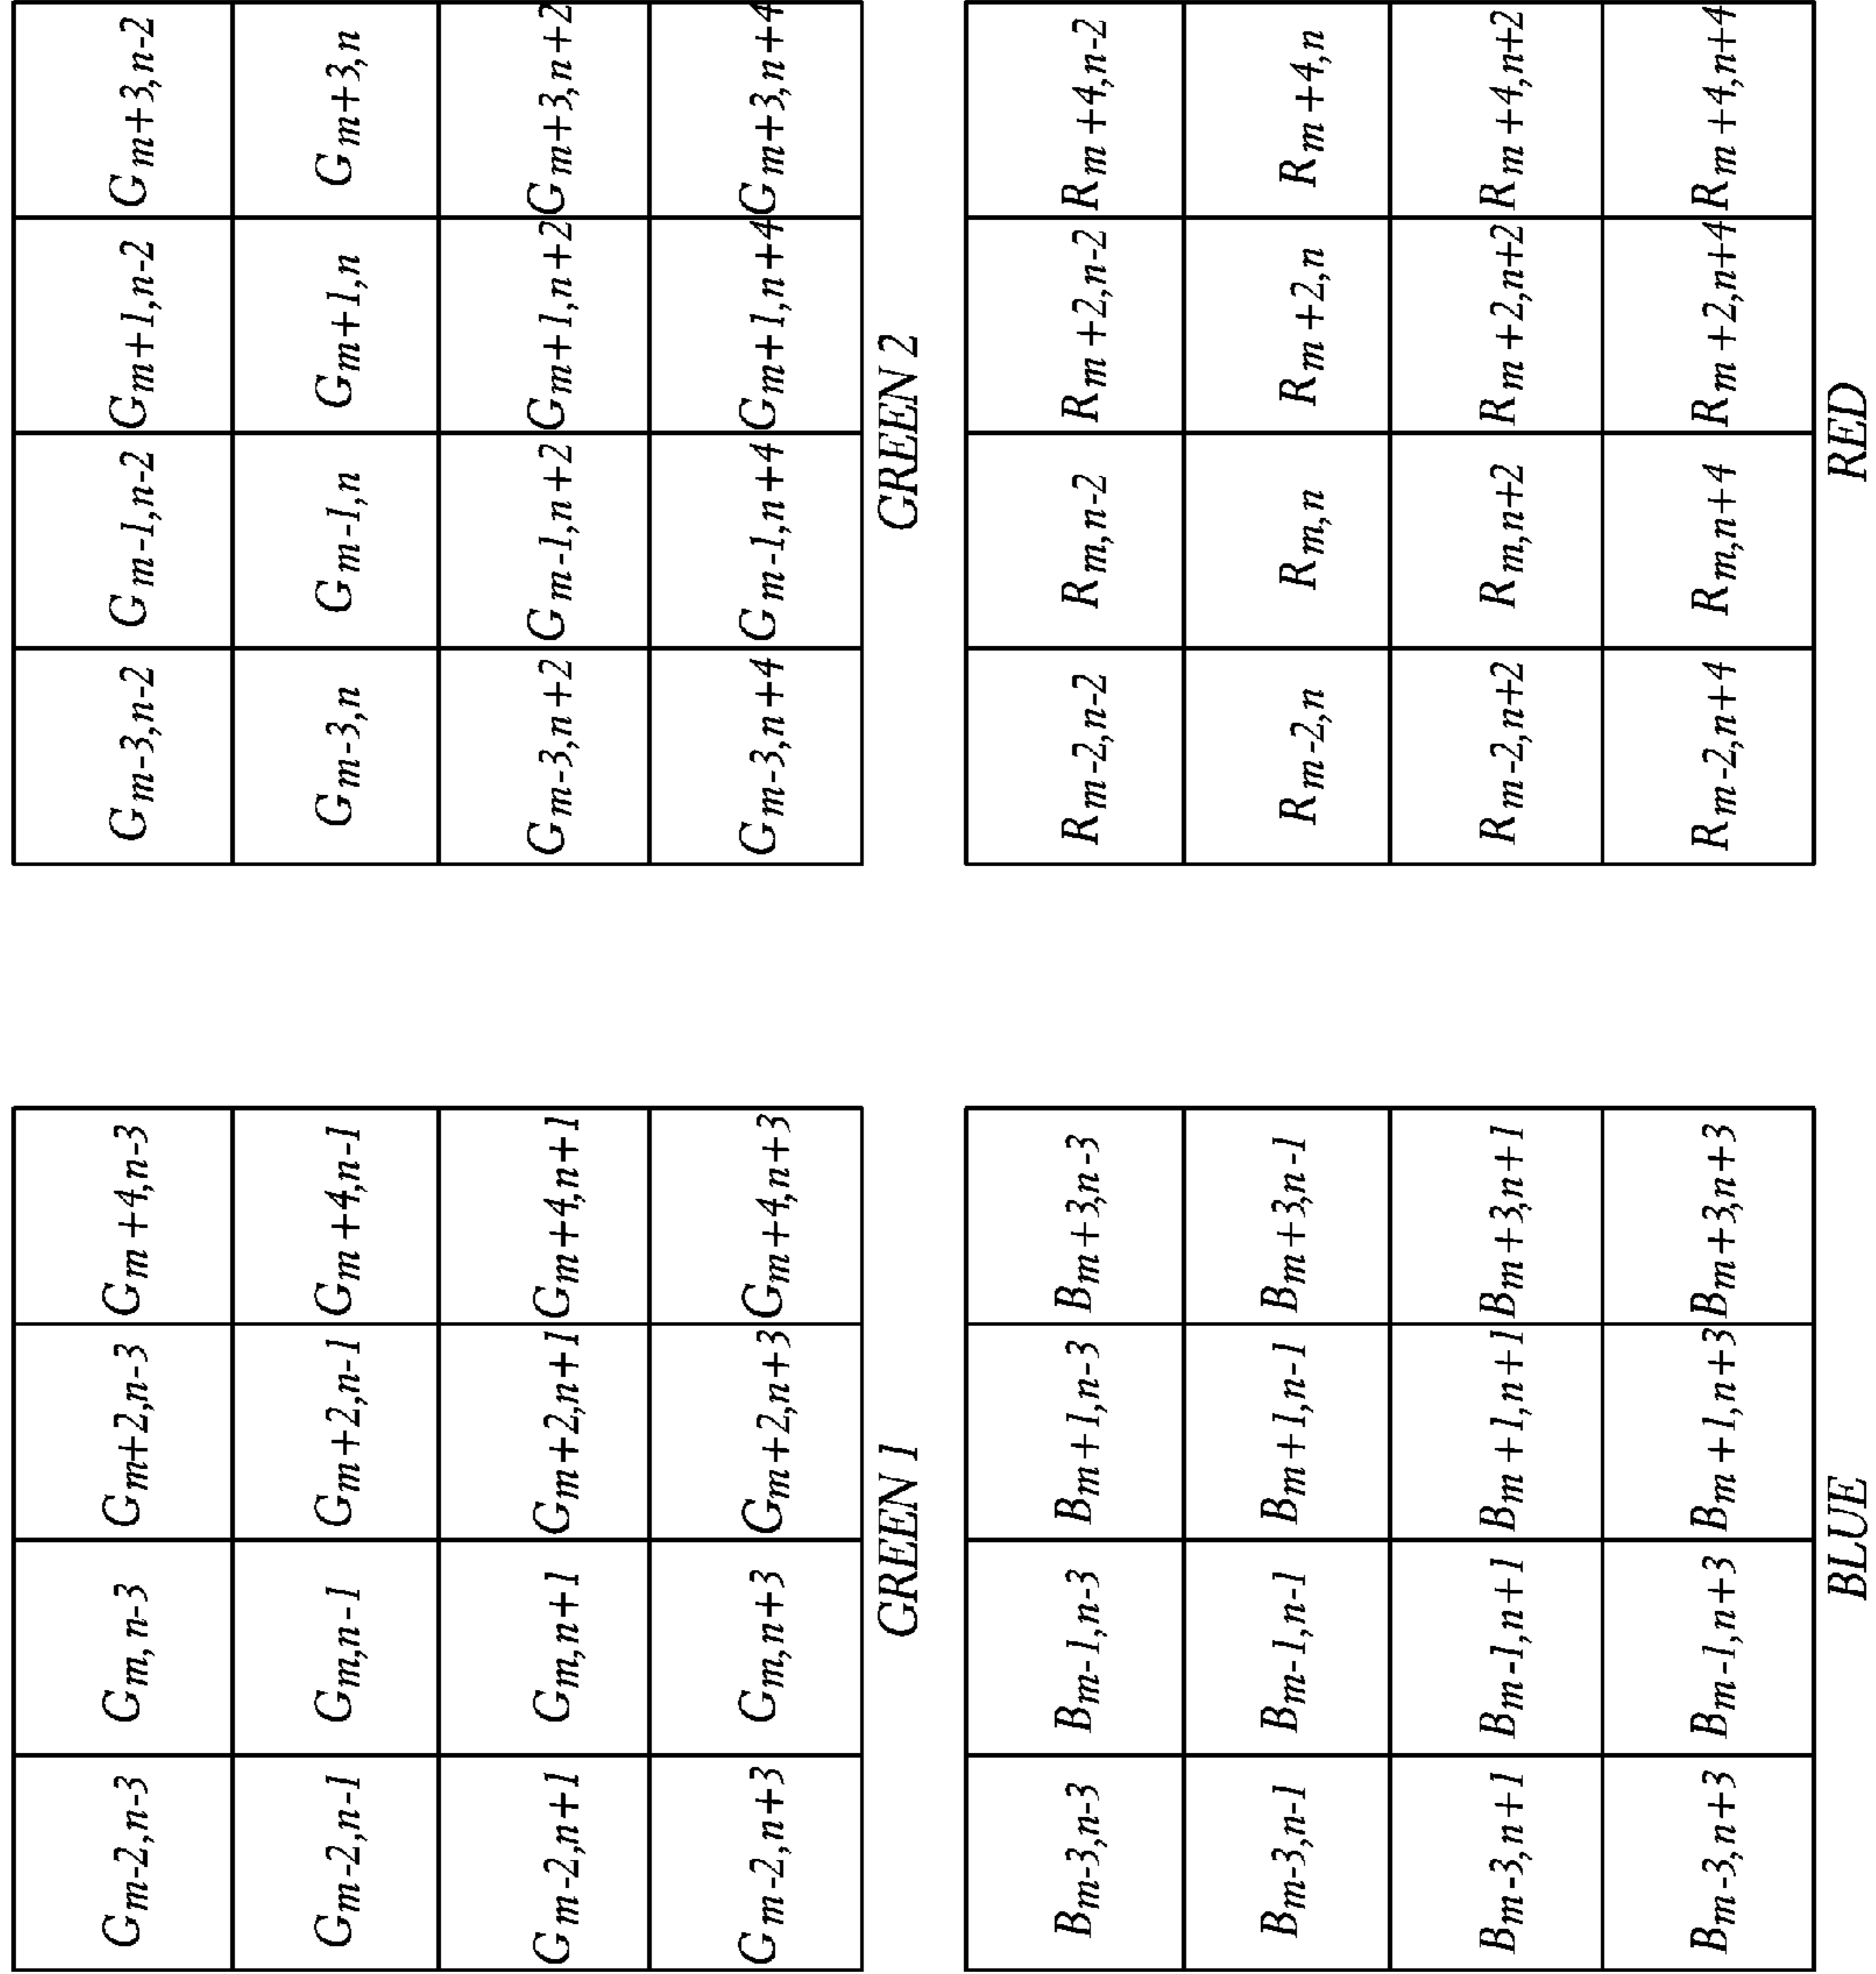 Gm-2,n-3 Gm,n-3 Gm+2,n-3 Gm+4,n-3
Gm-2,n-1 Gm,n-1 Gm+2,n-1 Gm+4,n-1
Gm-2,n+1 Gm,n+1 Gm+2,n+1 Gm+4,n+1
Gm-2,n+3 Gm,n+3 Gm+2,n+3 Gm+4,n+3
GREEN 1
Gm-3,n-2 Gm-1,n-2 Gm+1,n-2 Gm+3,n-2
Gm-3,n Gm-1,n Gm+1,n Gm+3,n
Gm-3,n+2 Gm-1,n+2 Gm+1,n+2 Gm+3,n+2
Gm-3,n+4 Gm-1,n+4 Gm+1,n+4 Gm+3,n+4
GREEN 2
Bm-3,n-3 Bm-1,n-3 Bm+1,n-3 Bm+3,n-3
Bm-3,n-1 Bm-1,n-1 Bm+1,n-1 Bm+3,n-1
Bm-3,n+1 Bm-1,n+1 Bm+1,n+1 Bm+3,n+1
Bm-3,n+3 Bm-1,n+3 Bm+1,n+3 Bm+3,n+3
BLUE
Rm-2,n-2 Rm,n-2 Rm+2,n-2 Rm+4,n-2
Rm-2,n Rm,n Rm+2,n Rm+4,n
Rm-2,n+2 Rm,n+2 Rm+2,n+2 Rm+4,n+2
Rm-2,n+4 Rm,n+4 Rm+2,n+4 Rm+4,n+4
RED